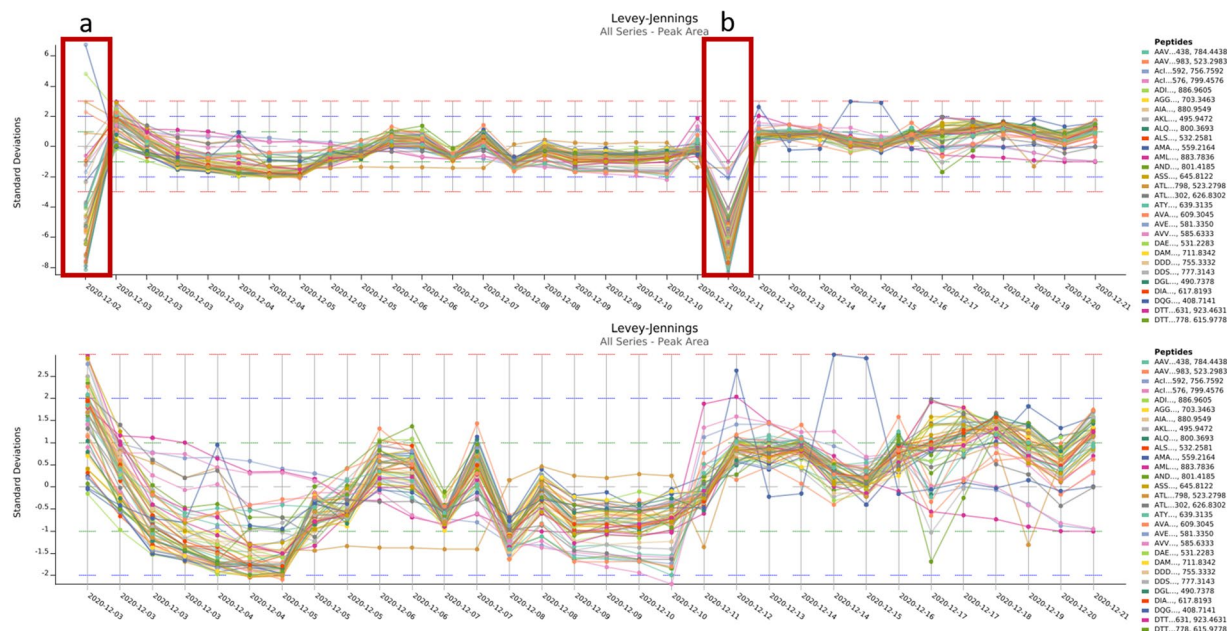 a
b
Levey-Jennings
All Series - Peak Area
Standard Deviations
6
4
2
0
-2
-4
-6
-8
2020-12-02
2020-12-03
2020-12-03
2020-12-03
2020-12-03
2020-12-04
2020-12-04
2020-12-05
2020-12-05
2020-12-05
2020-12-06
2020-12-06
2020-12-07
2020-12-07
2020-12-08
2020-12-08
2020-12-09
2020-12-09
2020-12-10
2020-12-10
2020-12-11
2020-12-11
2020-12-12
2020-12-13
2020-12-14
2020-12-14
2020-12-15
2020-12-16
2020-12-17
2020-12-17
2020-12-18
2020-12-19
2020-12-20
2020-12-21
Peptides
AAV...438, 784.4438
AAV...983, 523.2983
AcI...592, 756.7592
AcI...576, 799.4576
ADI..., 886.9605
AGG..., 703.3463
AIA..., 880.9549
AKL..., 495.9472
ALQ..., 800.3693
ALS..., 532.2581
AMA..., 559.2164
AML..., 883.7836
AND..., 801.4185
ASS..., 645.8122
ATL...798, 523.2798
ATL...302, 626.8302
ATY..., 639.3135
AVA..., 609.3045
AVE..., 581.3350
AVV..., 585.6333
DAE..., 531.2283
DAM..., 711.8342
DDD..., 755.3332
DDS..., 777.3143
DGL..., 490.7378
DIA..., 617.8193
DQG..., 408.7141
DTT...631, 923.4631
DTT...778, 615.9778
Levey-Jennings
All Series - Peak Area
Standard Deviations
2.5
2
1.5
1
0.5
0
-0.5
-1
-1.5
-2
2020-12-03
2020-12-03
2020-12-03
2020-12-03
2020-12-04
2020-12-04
2020-12-05
2020-12-05
2020-12-05
2020-12-06
2020-12-06
2020-12-07
2020-12-07
2020-12-08
2020-12-08
2020-12-09
2020-12-09
2020-12-10
2020-12-10
2020-12-11
2020-12-12
2020-12-13
2020-12-14
2020-12-14
2020-12-15
2020-12-16
2020-12-17
2020-12-17
2020-12-18
2020-12-19
2020-12-20
2020-12-21
Peptides
AAV...438, 784.4438
AAV...983, 523.2983
AcI...592, 756.7592
AcI...576, 799.4576
ADI..., 886.9605
AGG..., 703.3463
AIA..., 880.9549
AKL..., 495.9472
ALQ..., 800.3693
ALS..., 532.2581
AMA..., 559.2164
AML..., 883.7836
AND..., 801.4185
ASS..., 645.8122
ATL...798, 523.2798
ATL...302, 626.8302
ATY..., 639.3135
AVA..., 609.3045
AVE..., 581.3350
AVV..., 585.6333
DAE..., 531.2283
DAM..., 711.8342
DDD..., 755.3332
DDS..., 777.3143
DGL..., 490.7378
DIA..., 617.8193
DQG..., 408.7141
DTT...631, 923.4631
DTT...778, 615.9778